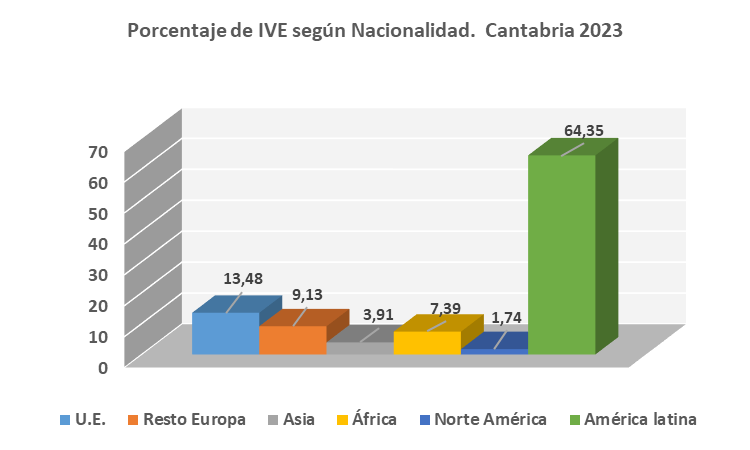 Porcentaje de IVE según Nacionalidad.  Cantabria 2023
64,35
70
60
50
40
30
20
10
0
13,48
9,13
3,91
7,39
1,74
U.E.
Resto Europa
Asia
África
Norte América
América latina